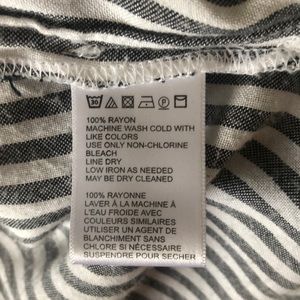 30
100% RAYON
MACHINE WASH COLD WITH
LIKE COLORS
USE ONLY NON-CHLORINE
BLEACH
LINE DRY
LOW IRON AS NEEDED
MAY BE DRY CLEANED
100% RAYONNE
LAVER À LA MACHINE À
L'EAU FROIDE AVEC
COULEURS SIMILAIRES
UTILISER UN AGENT DE
BLANCHIMENT SANS
CHLORE SI NÉCESSAIRE
SUSPENDRE POUR SÉCHER